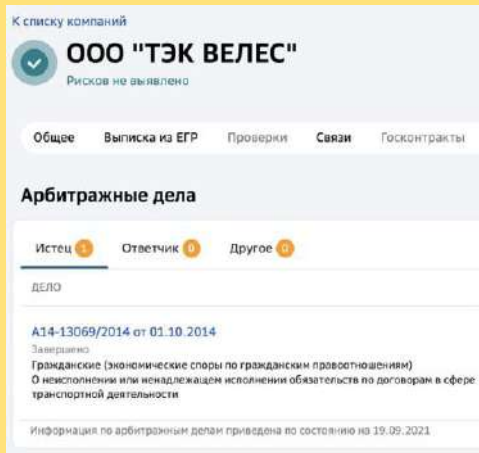 К списку компаний
ООО "ТЭК ВЕЛЕС"
Рисков не выявлено
Общее Выписка из ЕГР Проверки Связи Госконтракты
Арбитражные дела
Истец 1 Ответчик 0 Другое 0
ДЕЛО
А14-13069/2014 от 01.10.2014
Завершено
Гражданские (экономические споры по гражданским правоотношениям)
О неисполнении или ненадлежащем исполнении обязательств по договорам в сфере
транспортной деятельности
Информация по арбитражным делам приведена по состоянию на 19.09.2021